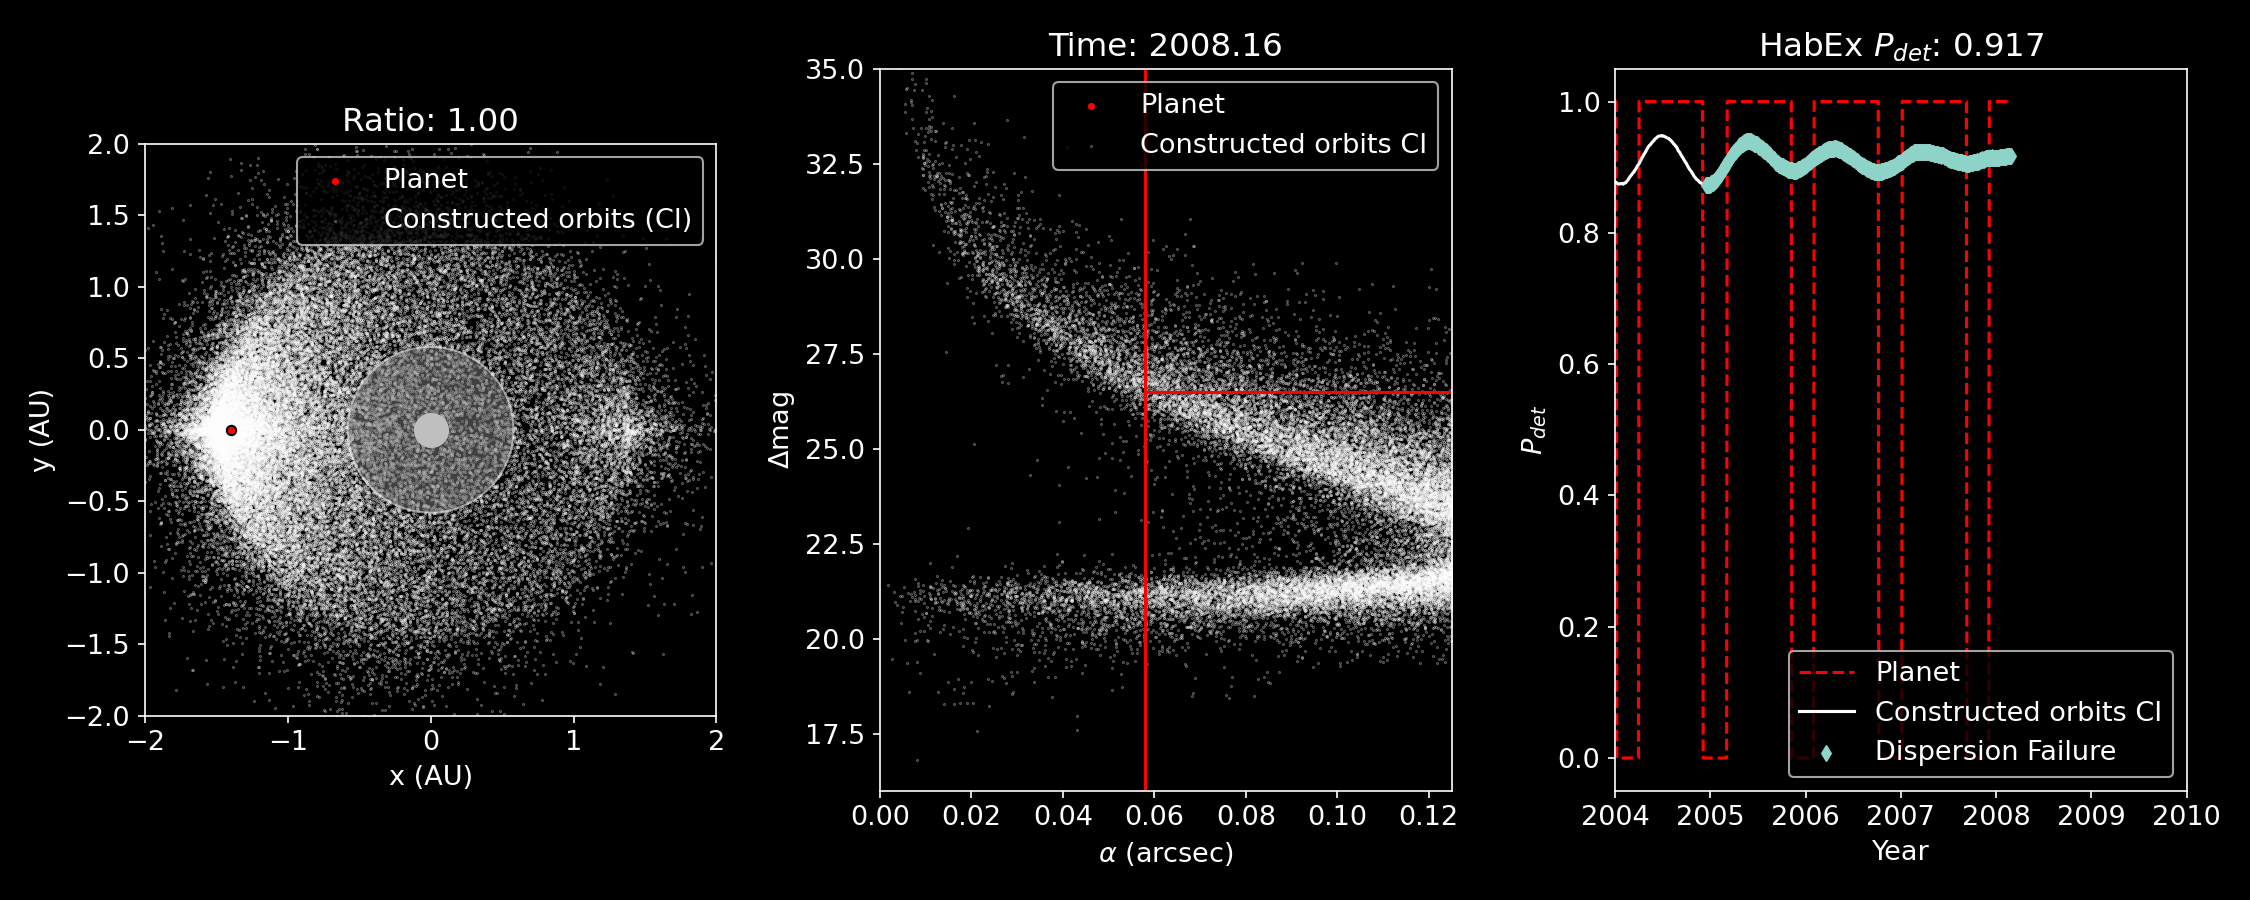 Ratio: 1.00
Planet
Constructed orbits (CI)
2.0
1.5
1.0
0.5
0.0
−0.5
−1.0
−1.5
−2.0
y (AU)
−2
−1
0
1
2
x (AU)
Time: 2008.16
Planet
Constructed orbits CI
35.0
32.5
30.0
27.5
25.0
22.5
20.0
17.5
Δmag
0.00
0.02
0.04
0.06
0.08
0.10
0.12
α (arcsec)
HabEx P_det: 0.917
1.0
0.8
0.6
0.4
0.2
0.0
P_det
Planet
Constructed orbits CI
Dispersion Failure
2004
2005
2006
2007
2008
2009
2010
Year